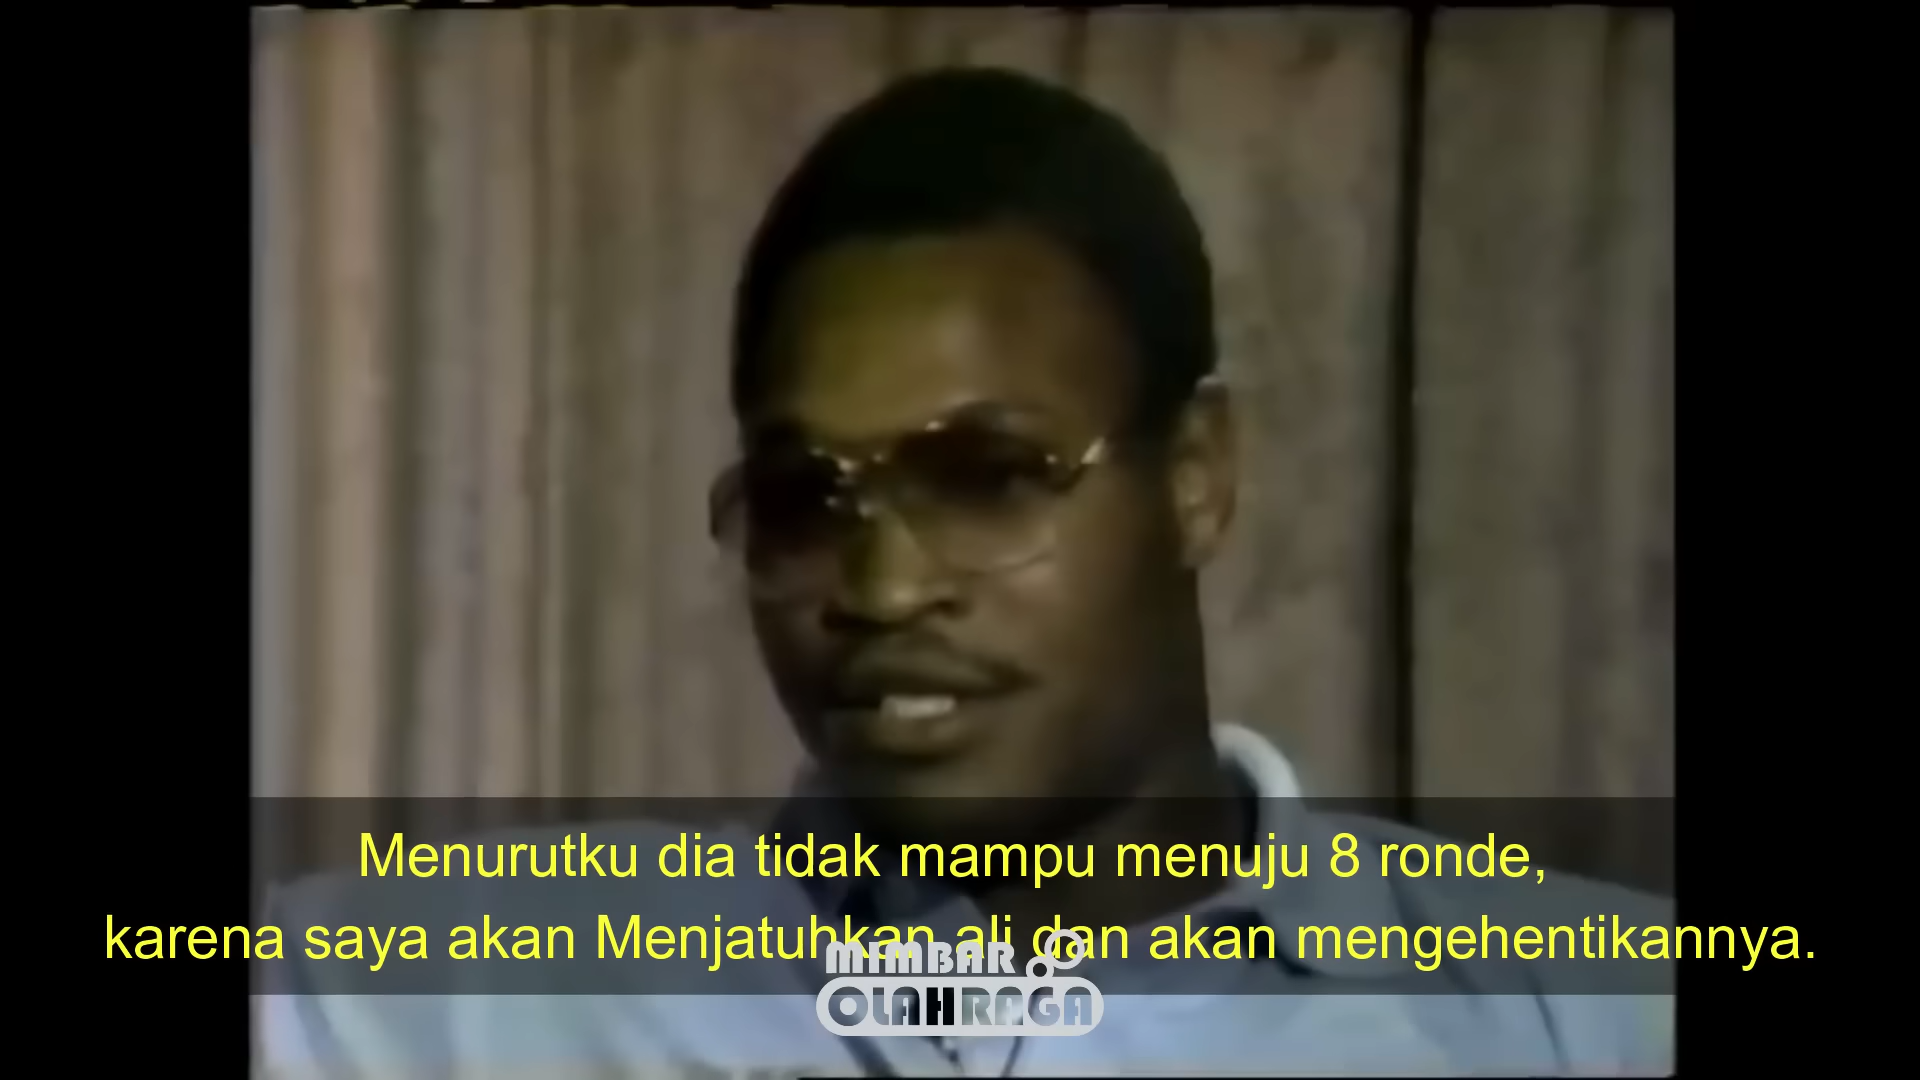 Menurutku dia tidak mampu menuju 8 ronde,
karena saya akan Menjatuhkan ali dan akan mengehentikannya.
MIMBAR
OLAHRAGA